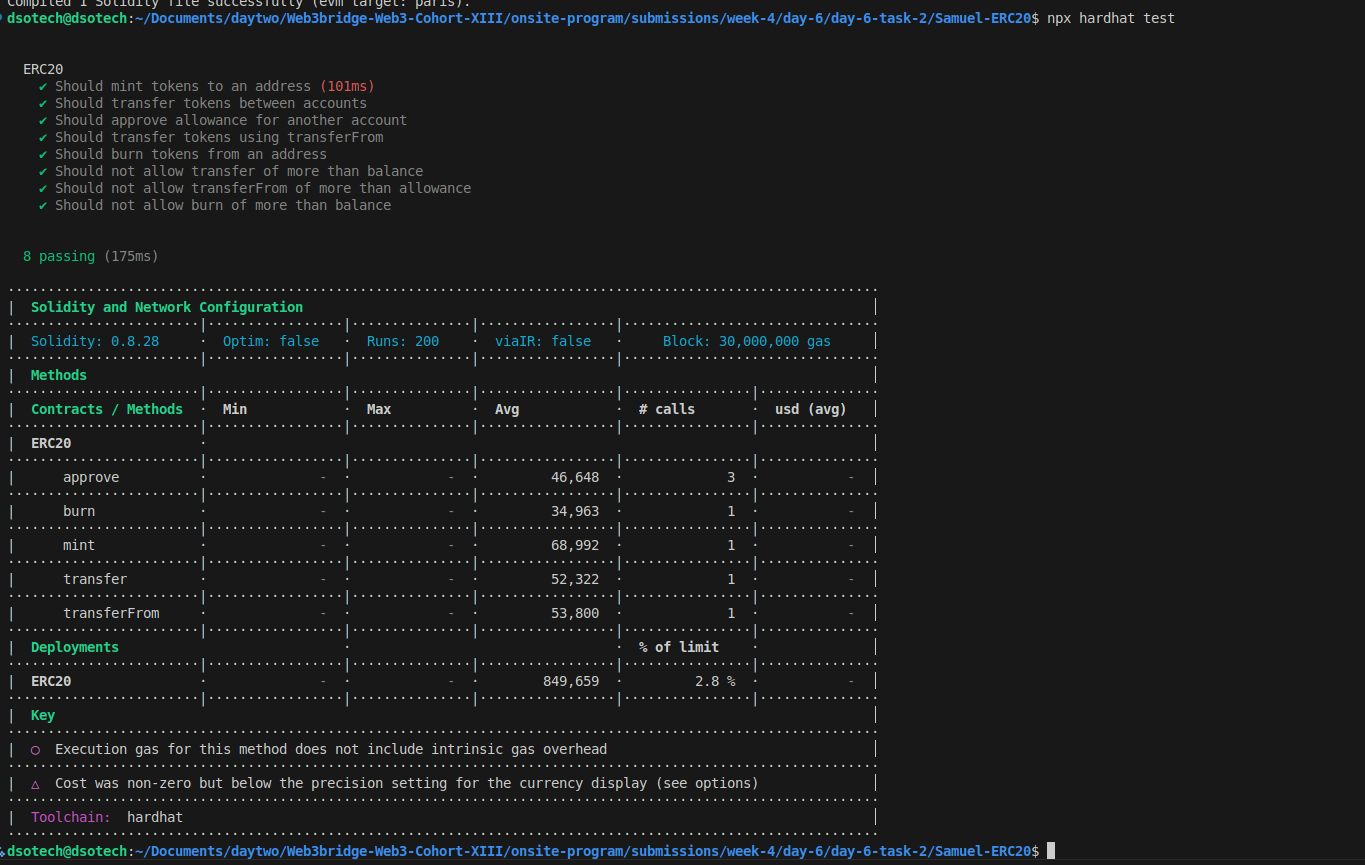 Compiled 1 Solidity file successfully (evm target: paris).
dsotech@dsotech:~/Documents/daytwo/Web3bridge-Web3-Cohort-XIII/onsite-program/submissions/week-4/day-6/day-6-task-2/Samuel-ERC20$ npx hardhat test
ERC20
✔ Should mint tokens to an address (101ms)
✔ Should transfer tokens between accounts
✔ Should approve allowance for another account
✔ Should transfer tokens using transferFrom
✔ Should burn tokens from an address
✔ Should not allow transfer of more than balance
✔ Should not allow transferFrom of more than allowance
✔ Should not allow burn of more than balance
8 passing (175ms)
| Solidity and Network Configuration |
| Solidity: 0.8.28 · Optim: false · Runs: 200 · viaIR: false · Block: 30,000,000 gas |
| Methods |
| Contracts / Methods · Min · Max · Avg · # calls · usd (avg) |
| ERC20 · |
| approve · - · - · 46,648 · 3 · - |
| burn · - · - · 34,963 · 1 · - |
| mint · - · - · 68,992 · 1 · - |
| transfer · - · - · 52,322 · 1 · - |
| transferFrom · - · - · 53,800 · 1 · - |
| Deployments · · % of limit · |
| ERC20 · - · - · 849,659 · 2.8 % · - |
| Key |
| ◯ Execution gas for this method does not include intrinsic gas overhead |
| △ Cost was non-zero but below the precision setting for the currency display (see options) |
| Toolchain: hardhat |
dsotech@dsotech:~/Documents/daytwo/Web3bridge-Web3-Cohort-XIII/onsite-program/submissions/week-4/day-6/day-6-task-2/Samuel-ERC20$